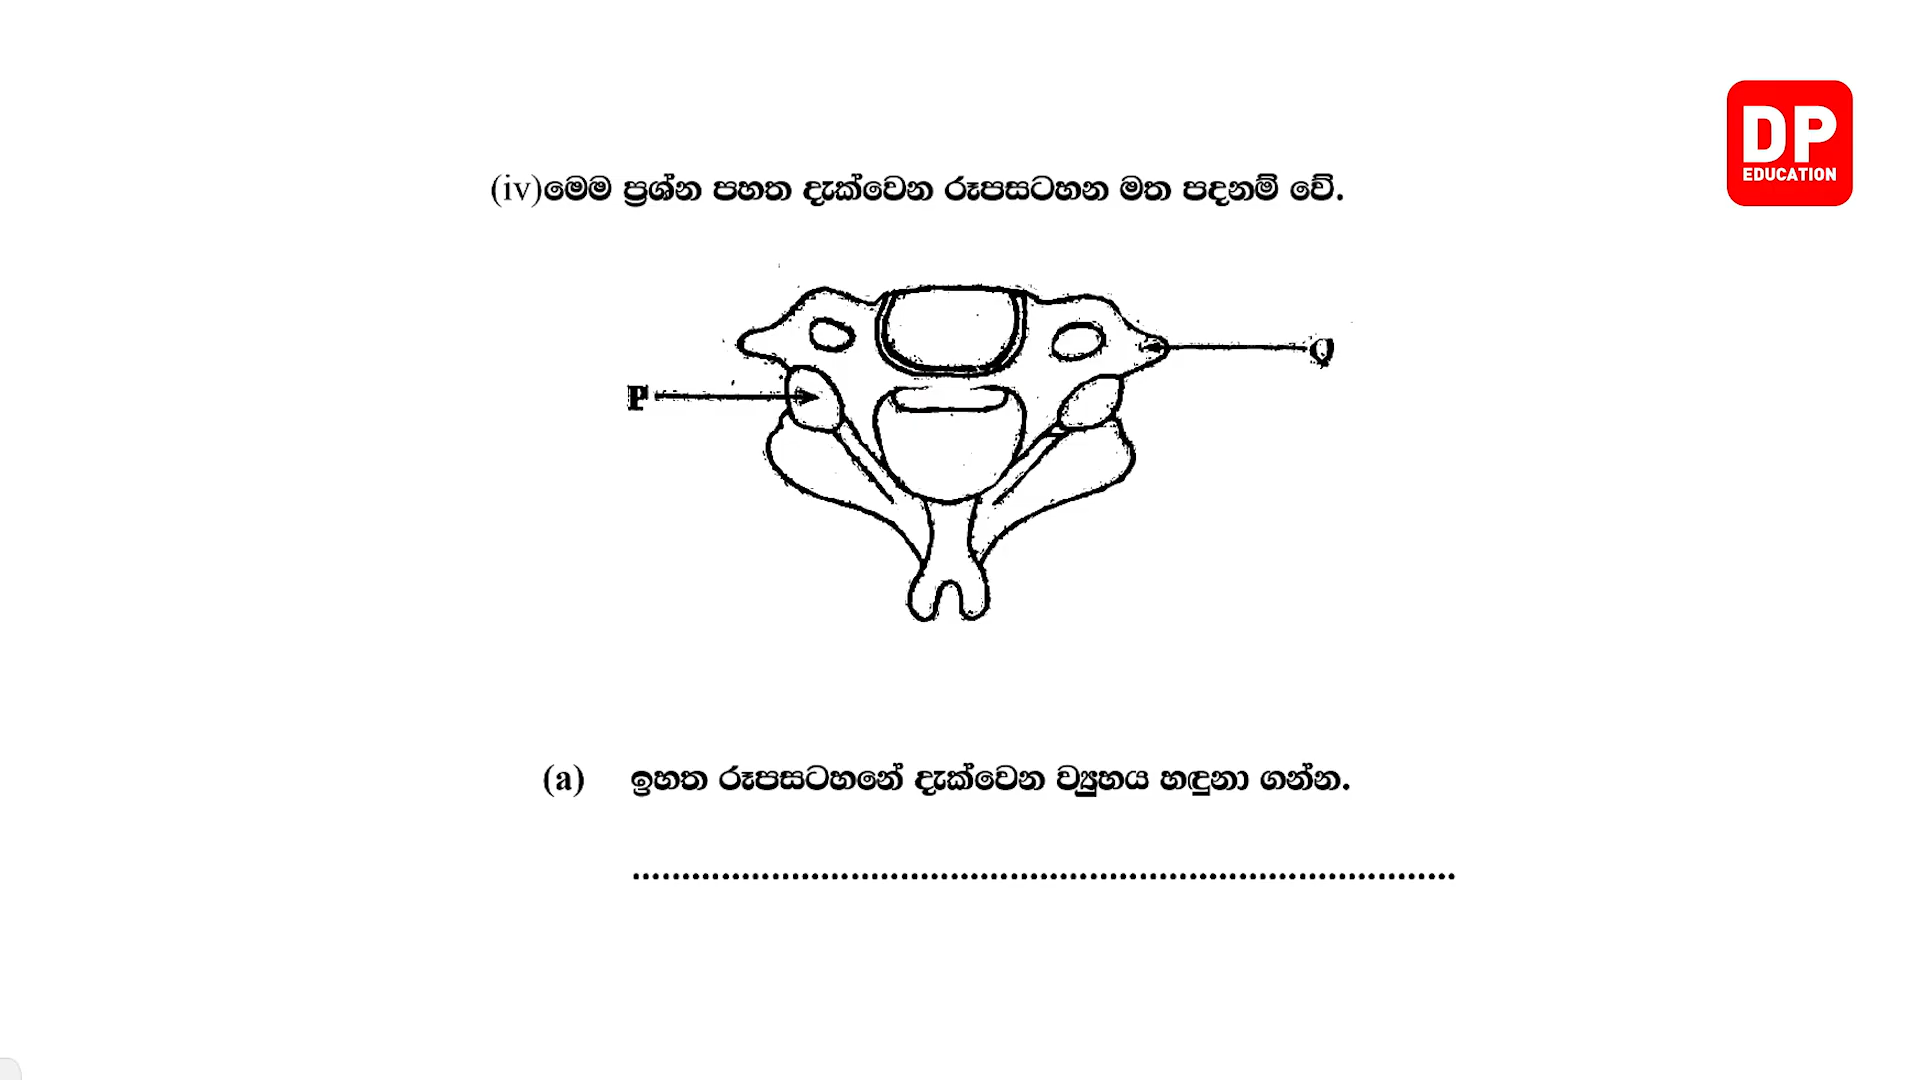 DP
EDUCATION
(iv)මෙම ප්‍රශ්න පහත දැක්වෙන රූපසටහන මත පදනම් වේ.
Q
P
(a) ඉහත රූපසටහනේ දැක්වෙන ව්‍යුහය හඳුනා ගන්න.
................................................................................